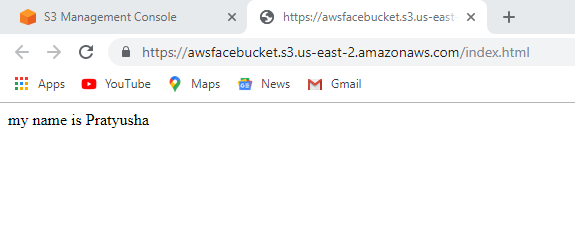 S3 Management Console
https://awsfacebucket.s3.us-east
https://awsfacebucket.s3.us-east-2.amazonaws.com/index.html
Apps YouTube Maps News Gmail
my name is Pratyusha